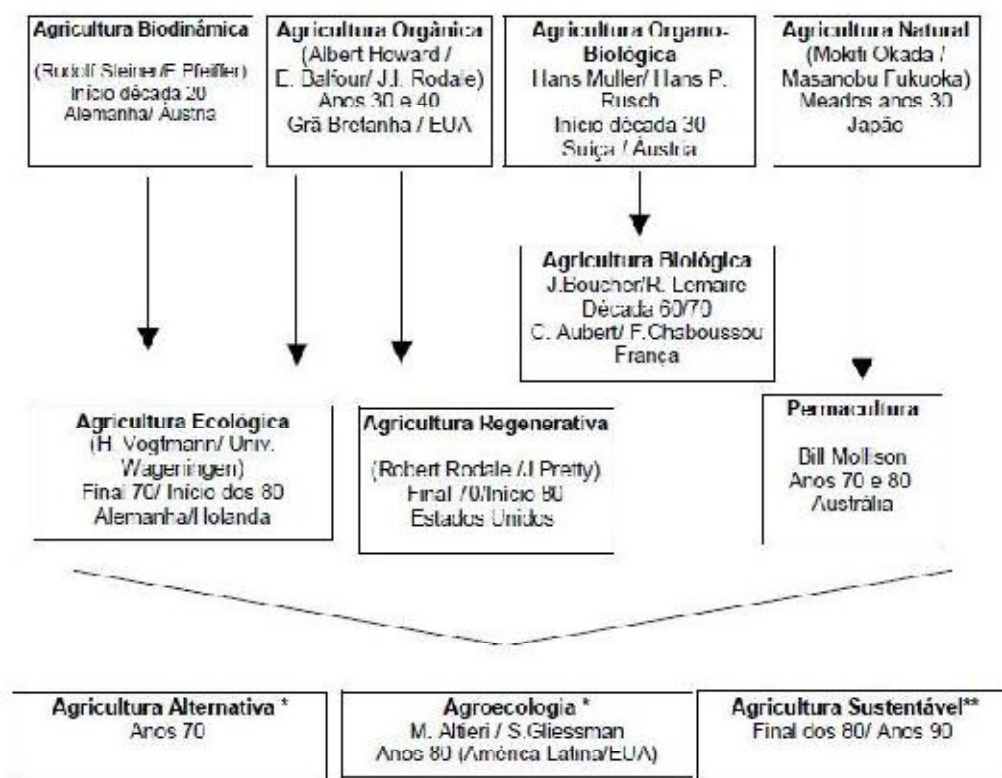 Agricultura Biodinâmica
(Rudolf Steiner/E Pfeiffer)
Início década 20
Alemanha/ Áustria
Agricultura Orgânica
(Albert Howard /
E. Balfour/ J.I. Rodale)
Anos 30 e 40
Grã Bretanha / EUA
Agricultura Organo-
Biológica
Hans Muller/ Hans P.
Rusch
Início década 30
Suiça / Áustria
Agricultura Natural
(Mokiti Okada /
Masanobu Fukuoka)
Meados anos 30
Japão
Agricultura Biológica
J.Boucher/R. Lemaire
Década 60/70
C. Aubert/ F.Chaboussou
França
Agricultura Ecológica
(H. Vogtmann/ Univ.
Wageningen)
Final 70/ Início dos 80
Alemanha/Holanda
Agricultura Regenerativa
(Robert Rodale /J Pretty)
Final 70/Início 80
Estados Unidos
Permacultura
Bill Mollison
Anos 70 e 80
Austrália
Agricultura Alternativa *
Anos 70
Agroecologia *
M. Altieri / S.Gliessman
Anos 80 (América Latina/EUA)
Agricultura Sustentável**
Final dos 80/ Anos 90